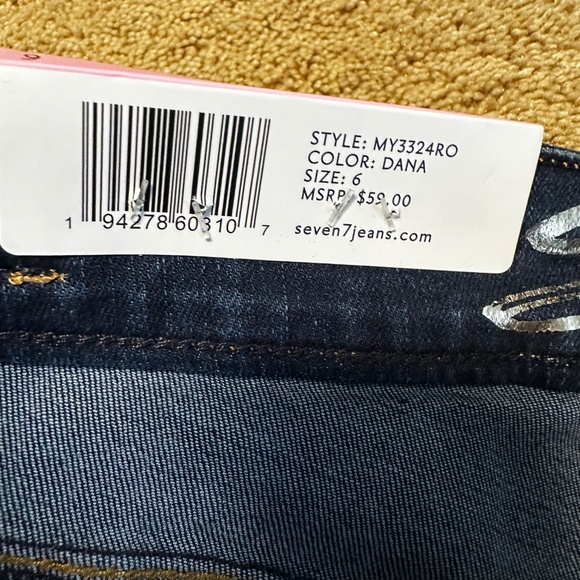 STYLE: MY3324RO
COLOR: DANA
SIZE: 6
MSRP: $59.00
seven7jeans.com
1 94278 60310 7